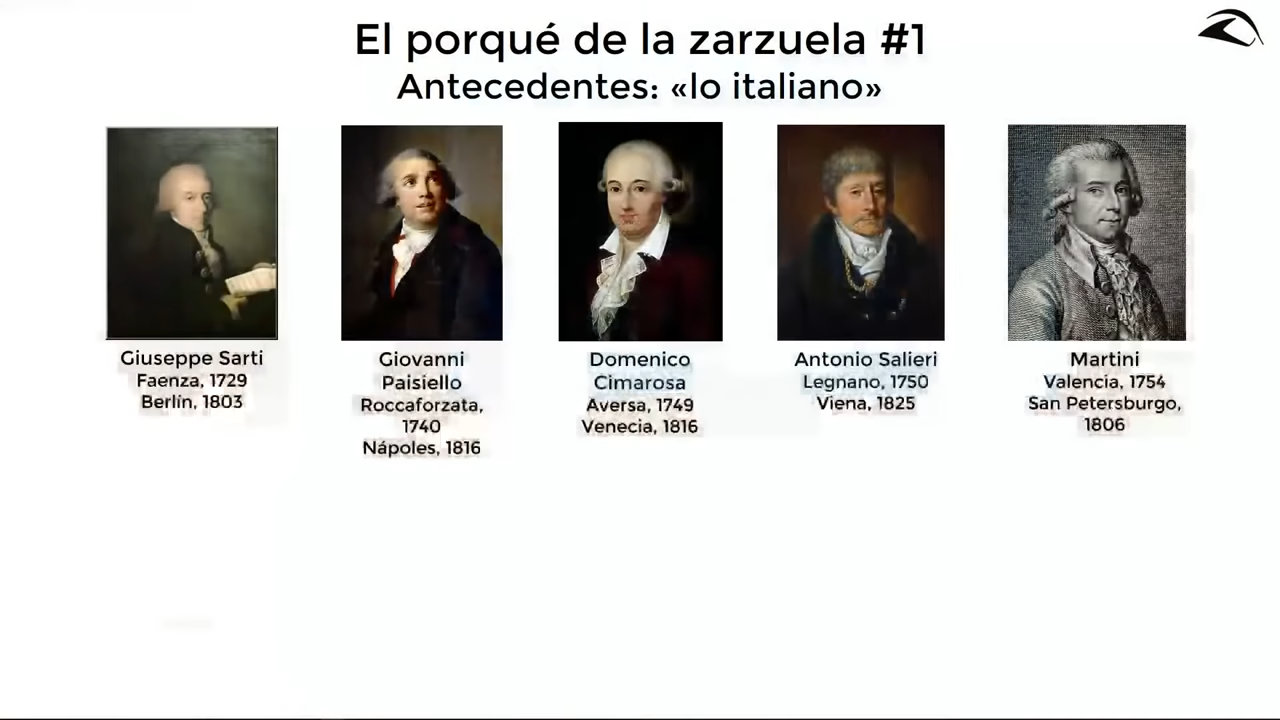 El porqué de la zarzuela #1
Antecedentes: «lo italiano»
Giuseppe Sarti
Faenza, 1729
Berlín, 1803
Giovanni
Paisiello
Roccaforzata,
1740
Nápoles, 1816
Domenico
Cimarosa
Aversa, 1749
Venecia, 1816
Antonio Salieri
Legnano, 1750
Viena, 1825
Martini
Valencia, 1754
San Petersburgo,
1806